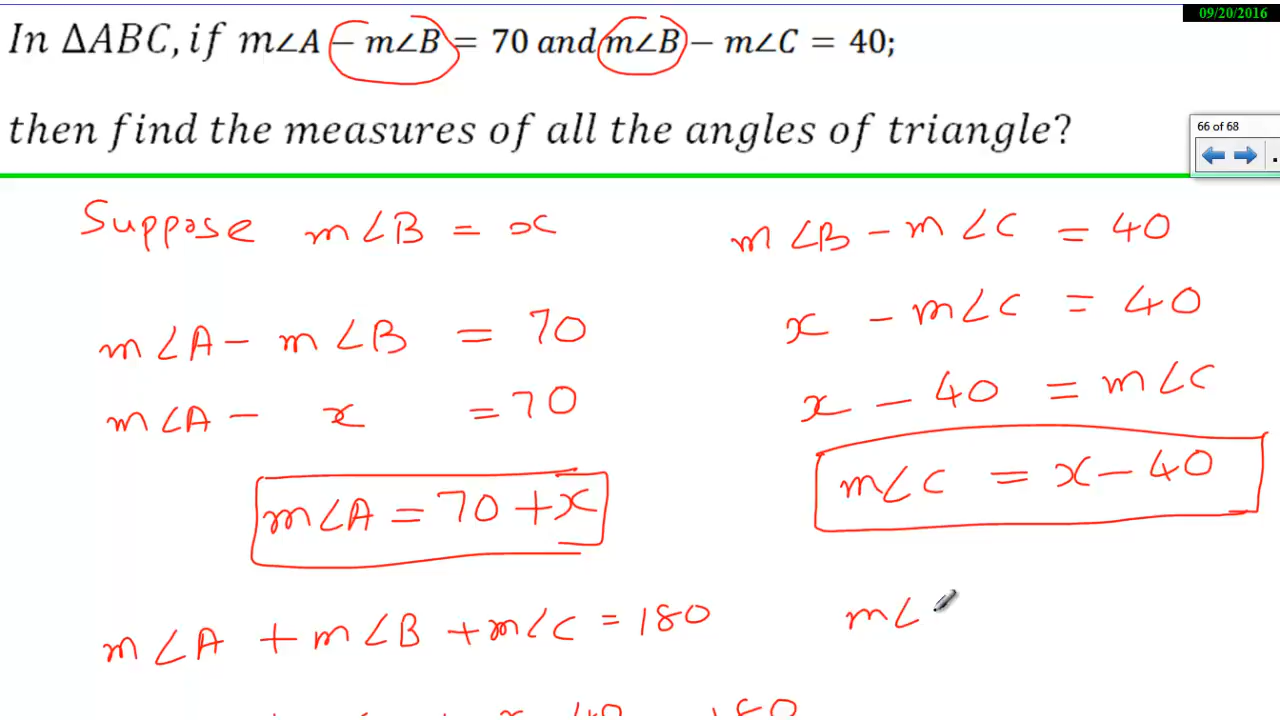 09/20/2016
In ΔABC, if m∠A − m∠B = 70 and m∠B − m∠C = 40;
then find the measures of all the angles of triangle?
66 of 68
Suppose m∠B = x
m∠A − m∠B = 70
m∠A − x = 70
m∠A = 70 + x
m∠B − m∠C = 40
x − m∠C = 40
x − 40 = m∠C
m∠C = x − 40
m∠A + m∠B + m∠C = 180
m∠